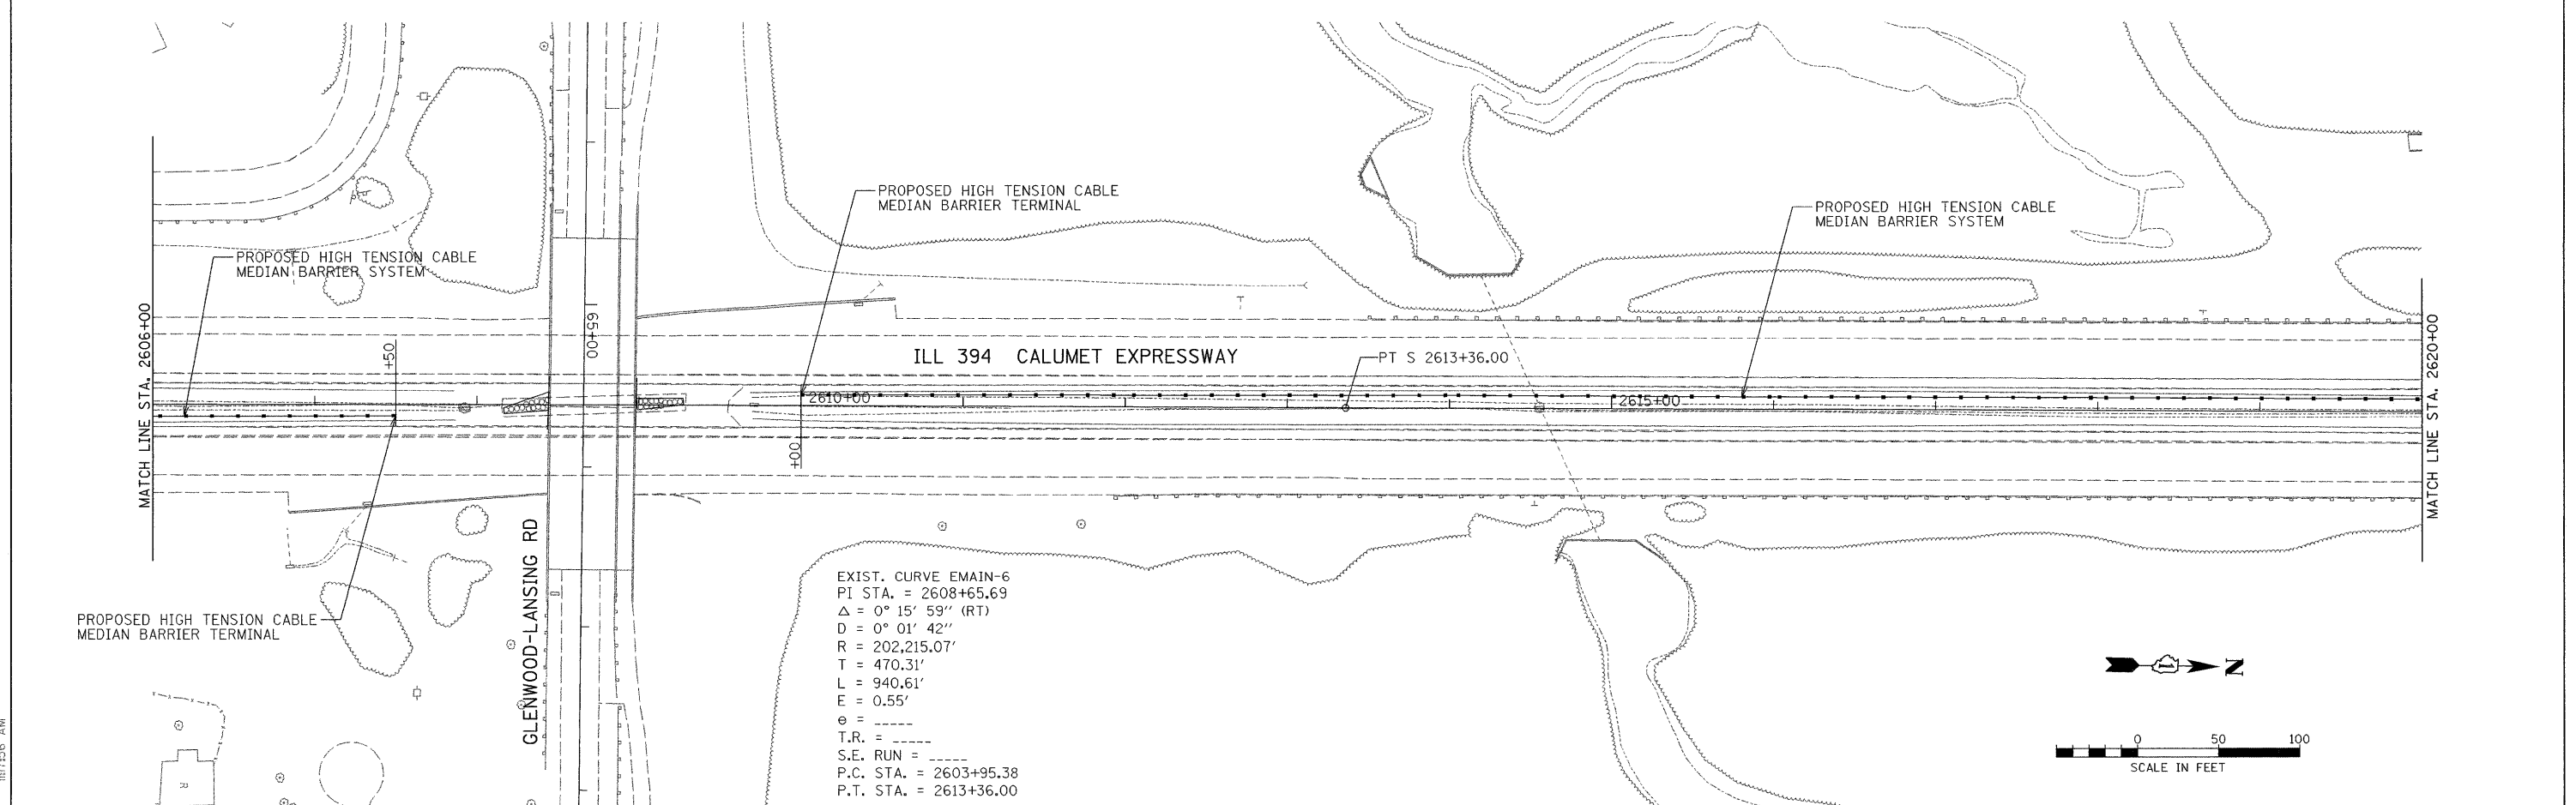 PROPOSED HIGH TENSION CABLE
MEDIAN BARRIER TERMINAL
PROPOSED HIGH TENSION CABLE
MEDIAN BARRIER SYSTEM
PROPOSED HIGH TENSION CABLE
MEDIAN BARRIER SYSTEM
MATCH LINE STA. 2606+00
+50
65+00
ILL 394 CALUMET EXPRESSWAY
PT S 2613+36.00
2610+00
2615+00
+00
MATCH LINE STA. 2620+00
GLENWOOD-LANSING RD
PROPOSED HIGH TENSION CABLE
MEDIAN BARRIER TERMINAL
EXIST. CURVE EMAIN-6
PI STA. = 2608+65.69
Δ = 0° 15' 59" (RT)
D = 0° 01' 42"
R = 202,215.07'
T = 470.31'
L = 940.61'
E = 0.55'
e = -----
T.R. = -----
S.E. RUN = -----
P.C. STA. = 2603+95.38
P.T. STA. = 2613+36.00
R
N
0 50 100
SCALE IN FEET